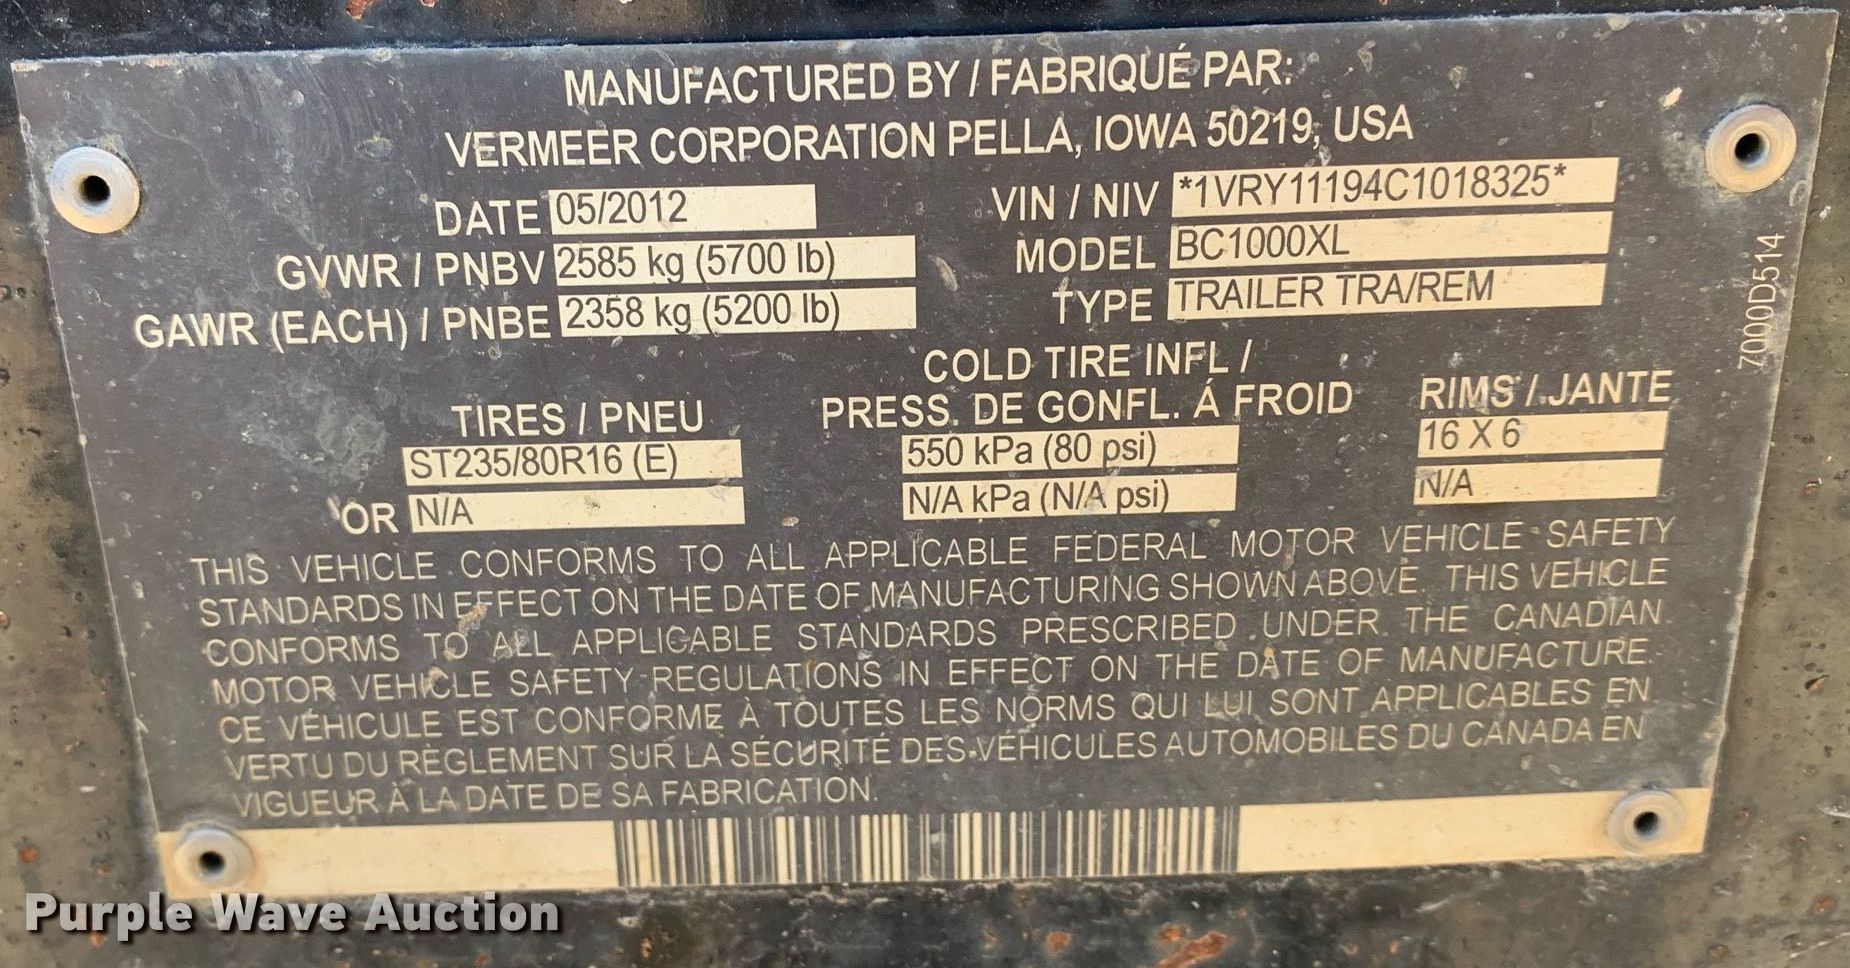 MANUFACTURED BY / FABRIQUÉ PAR:
VERMEER CORPORATION PELLA, IOWA 50219, USA
DATE 05/2012
VIN / NIV *1VRY11194C1018325*
GVWR / PNBV 2585 kg (5700 lb)
MODEL BC1000XL
GAWR (EACH) / PNBE 2358 kg (5200 lb)
TYPE TRAILER TRA/REM
7000D514
TIRES / PNEU
COLD TIRE INFL /
PRESS. DE GONFL. Á FROID
RIMS / JANTE
ST235/80R16 (E) 550 kPa (80 psi) 16 X 6
OR N/A N/A kPa (N/A psi) N/A
THIS VEHICLE CONFORMS TO ALL APPLICABLE FEDERAL MOTOR VEHICLE SAFETY
STANDARDS IN EFFECT ON THE DATE OF MANUFACTURING SHOWN ABOVE. THIS VEHICLE
CONFORMS TO ALL APPLICABLE STANDARDS PRESCRIBED UNDER THE CANADIAN
MOTOR VEHICLE SAFETY REGULATIONS IN EFFECT ON THE DATE OF MANUFACTURE.
CE VÉHICULE EST CONFORME À TOUTES LES NORMS QUI LUI SONT APPLICABLES EN
VERTU DU RÈGLEMENT SUR LA SÉCURITÉ DES VÉHICULES AUTOMOBILES DU CANADA EN
VIGUEUR À LA DATE DE SA FABRICATION.
Purple Wave Auction